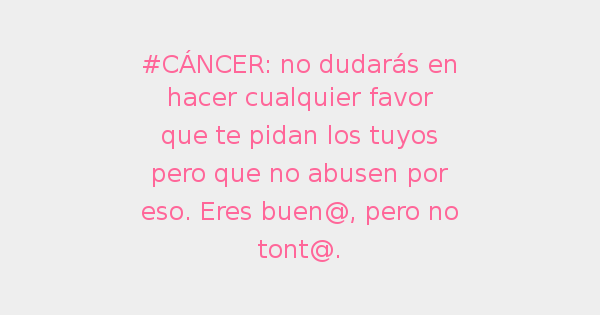 #CÁNCER: no dudarás en
hacer cualquier favor
que te pidan los tuyos
pero que no abusen por
eso. Eres buen@, pero no
tont@.